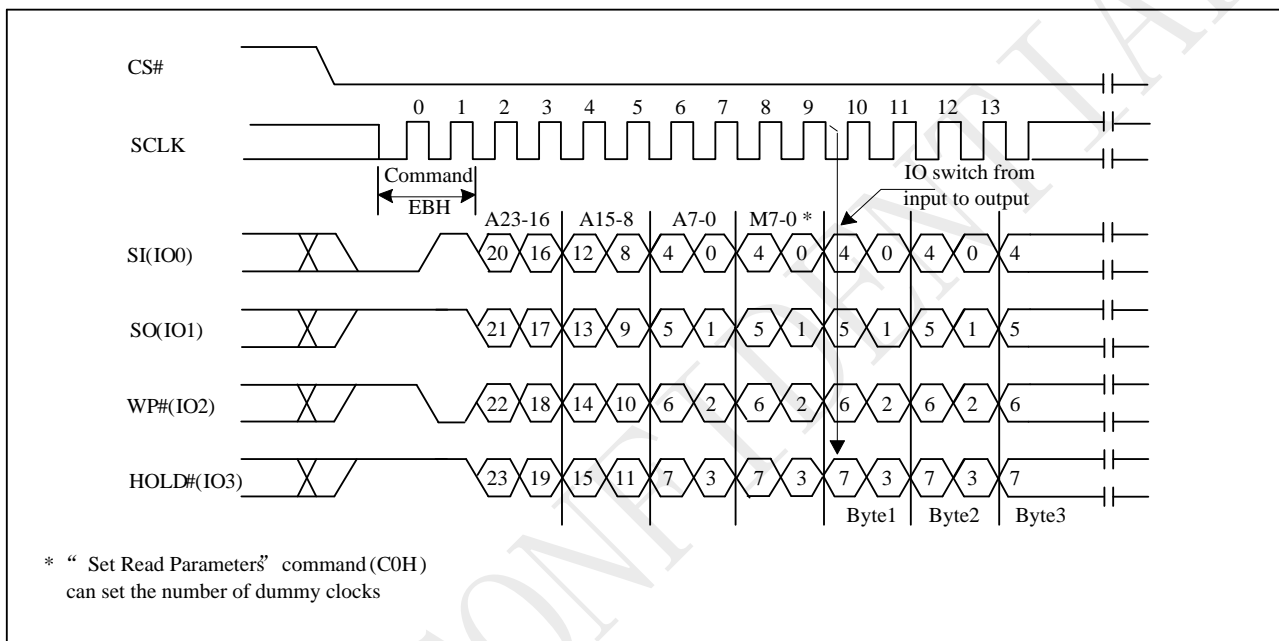 CS#
0 1 2 3 4 5 6 7 8 9 10 11 12 13
SCLK
Command
EBH
IO switch from
input to output
A23-16 A15-8 A7-0 M7-0 *
SI(IO0) 20 16 12 8 4 0 4 0 4 0 4 0 4
SO(IO1) 21 17 13 9 5 1 5 1 5 1 5 1 5
WP#(IO2) 22 18 14 10 6 2 6 2 6 2 6 2 6
HOLD#(IO3) 23 19 15 11 7 3 7 3 7 3 7 3 7
Byte1 Byte2 Byte3
* “ Set Read Parameters” command (C0H)
can set the number of dummy clocks